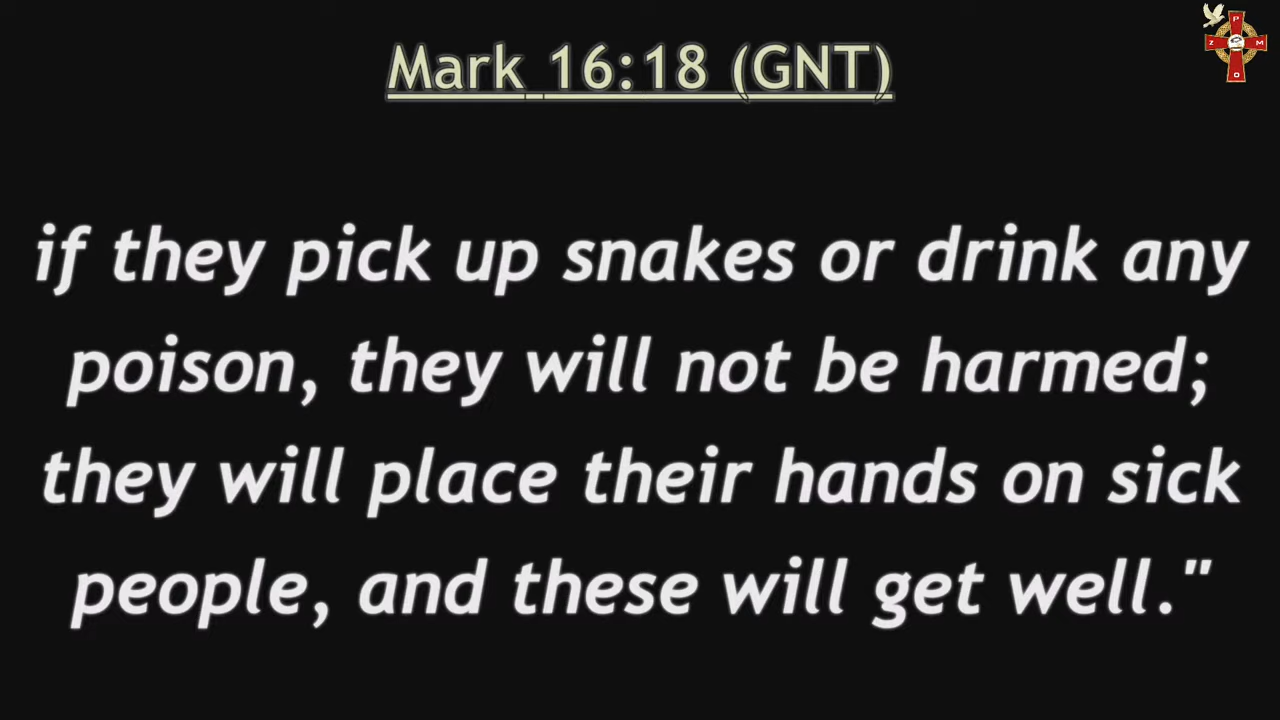 Mark 16:18 (GNT)
if they pick up snakes or drink any
poison, they will not be harmed;
they will place their hands on sick
people, and these will get well."
P
Z M
O